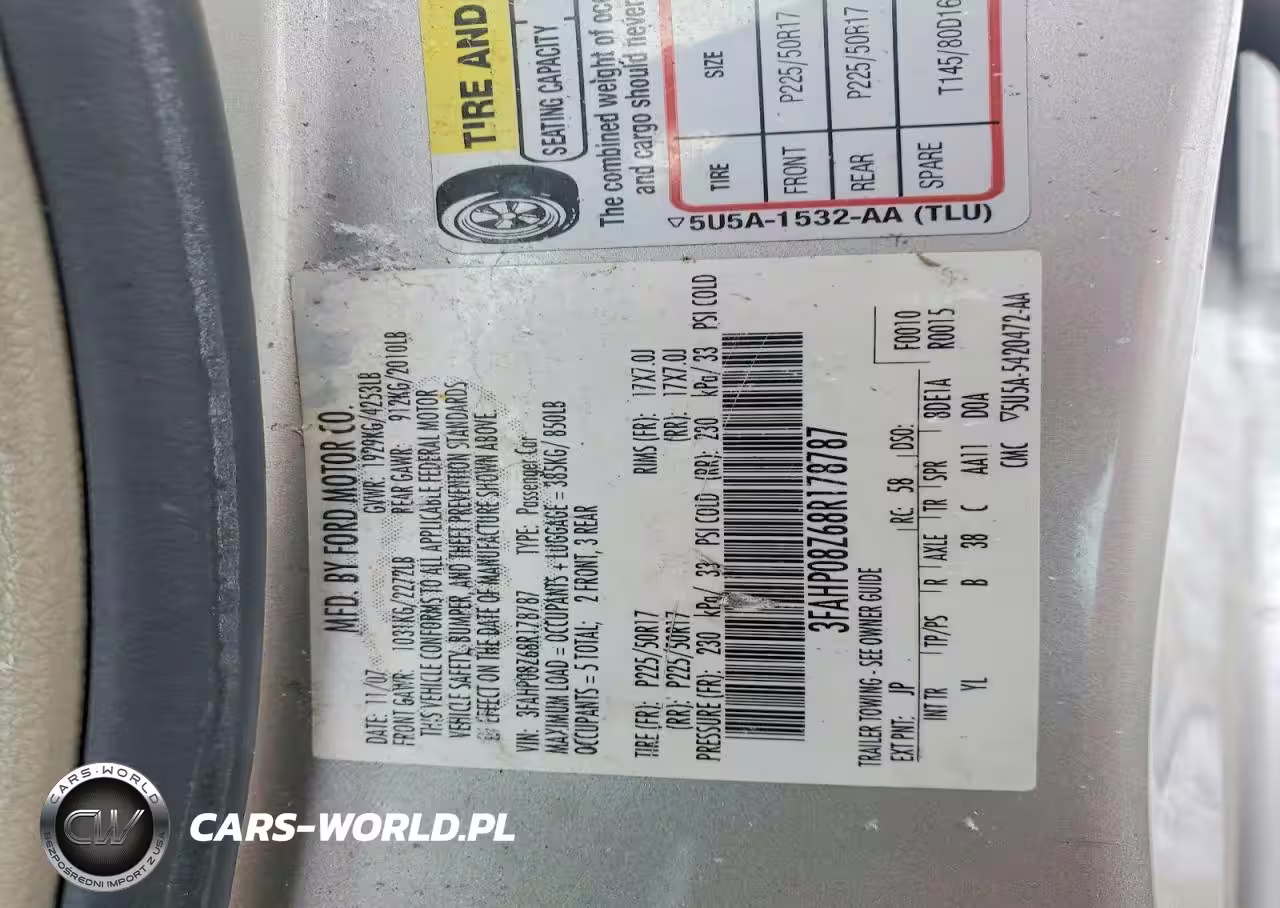 TIRE AND
SEATING CAPACITY
The combined weight of occ
and cargo should never
TIRE SIZE
FRONT P225/50R17
REAR P225/50R17
SPARE T145/80D16
5U5A-1532-AA (TLU)
MFD. BY FORD MOTOR CO.
DATE: 11/07 GVWR: 1929KG/4253LB
FRONT GAWR: 1031KG/2272LB REAR GAWR: 912KG/2010LB
THIS VEHICLE CONFORMS TO ALL APPLICABLE FEDERAL MOTOR
VEHICLE SAFETY, BUMPER, AND THEFT PREVENTION STANDARDS
IN EFFECT ON THE DATE OF MANUFACTURE SHOWN ABOVE
VIN: 3FAHP08Z68R178787 TYPE: Passenger Car
MAXIMUM LOAD = OCCUPANTS + LUGGAGE = 385KG/ 850LB
OCCUPANTS = 5 TOTAL; 2 FRONT, 3 REAR
TIRE (FR): P225/50R17 RIMS (FR): 17X7.0J
(RR): P225/50R17 (RR): 17X7.0J
PRESSURE (FR): 230 kPa/ 33 PSI COLD (RR): 230 kPa/ 33 PSI COLD
3FAHP08Z68R178787
TRAILER TOWING - SEE OWNER GUIDE F0010
R0015
EXT PNT: JP RC: 58 DSO:
INT TR TP/PS R AXLE TR SPR 8DE1A
YL B 38 C AA11 D0A
CMC 5U5A-5420472-AA
CARS-WORLD
CW
BEZPOŚREDNI IMPORT Z USA
CARS-WORLD.PL